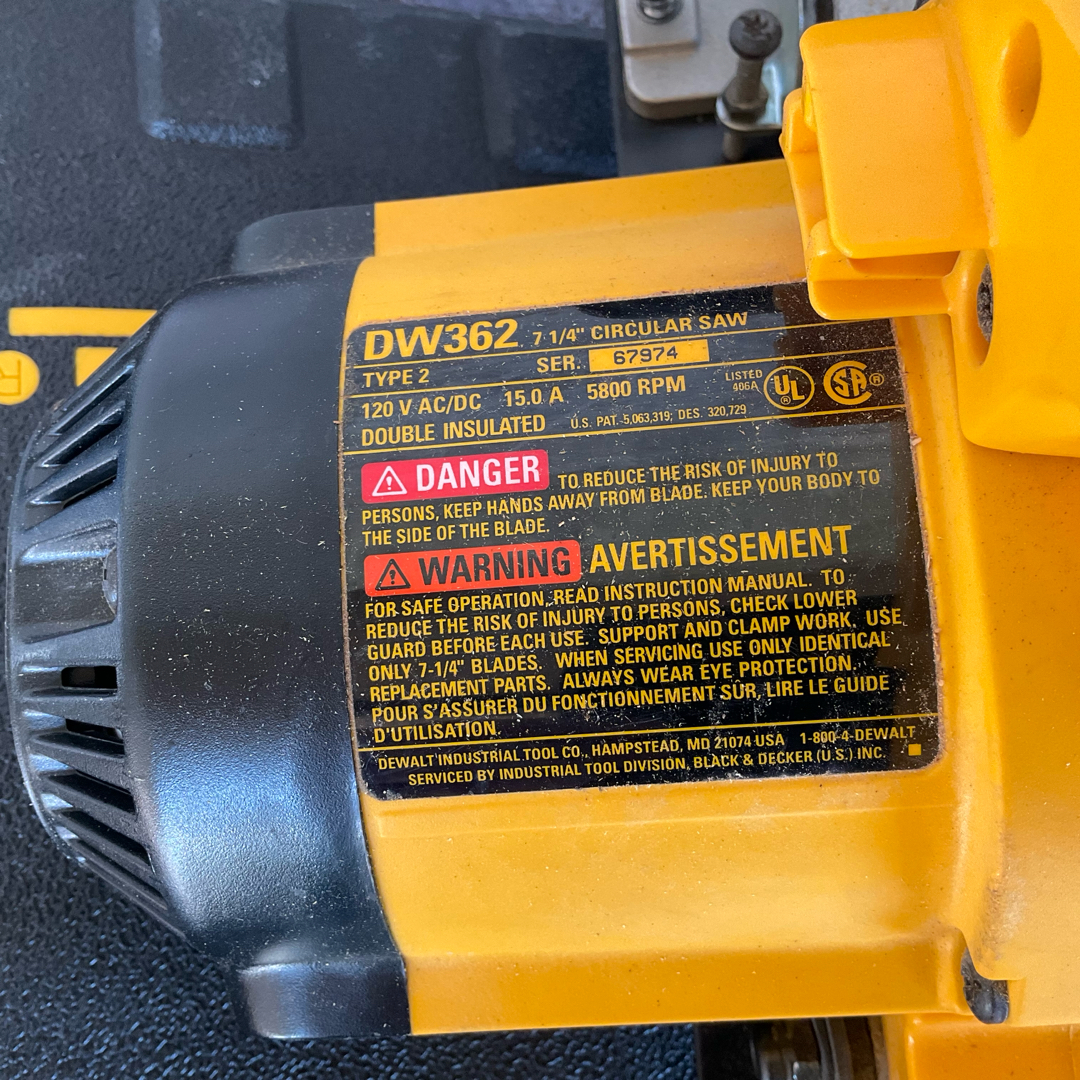 DW362 7 1/4" CIRCULAR SAW
TYPE 2 SER. 67974
120 V AC/DC 15.0 A 5800 RPM LISTED 406A UL ® SA ®
DOUBLE INSULATED U.S. PAT. 5,063,319; DES. 320,729
DANGER TO REDUCE THE RISK OF INJURY TO
PERSONS, KEEP HANDS AWAY FROM BLADE. KEEP YOUR BODY TO
THE SIDE OF THE BLADE.
WARNING AVERTISSEMENT
FOR SAFE OPERATION, READ INSTRUCTION MANUAL. TO
REDUCE THE RISK OF INJURY TO PERSONS, CHECK LOWER
GUARD BEFORE EACH USE. SUPPORT AND CLAMP WORK, USE
ONLY 7-1/4" BLADES. WHEN SERVICING USE ONLY IDENTICAL
REPLACEMENT PARTS. ALWAYS WEAR EYE PROTECTION.
POUR S'ASSURER DU FONCTIONNEMENT SÛR, LIRE LE GUIDE
D'UTILISATION.
DEWALT INDUSTRIAL TOOL CO., HAMPSTEAD, MD 21074 USA 1-800-4-DEWALT
SERVICED BY INDUSTRIAL TOOL DIVISION, BLACK & DECKER (U.S.) INC.
®